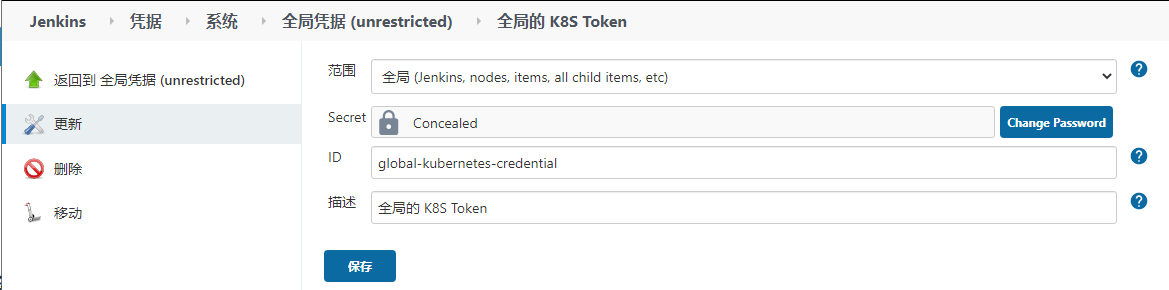 Jenkins 凭据 系统 全局凭据 (unrestricted) 全局的 K8S Token
返回到 全局凭据 (unrestricted)
更新
删除
移动
范围 全局 (Jenkins, nodes, items, all child items, etc)
Secret Concealed Change Password
ID global-kubernetes-credential
描述 全局的 K8S Token
保存